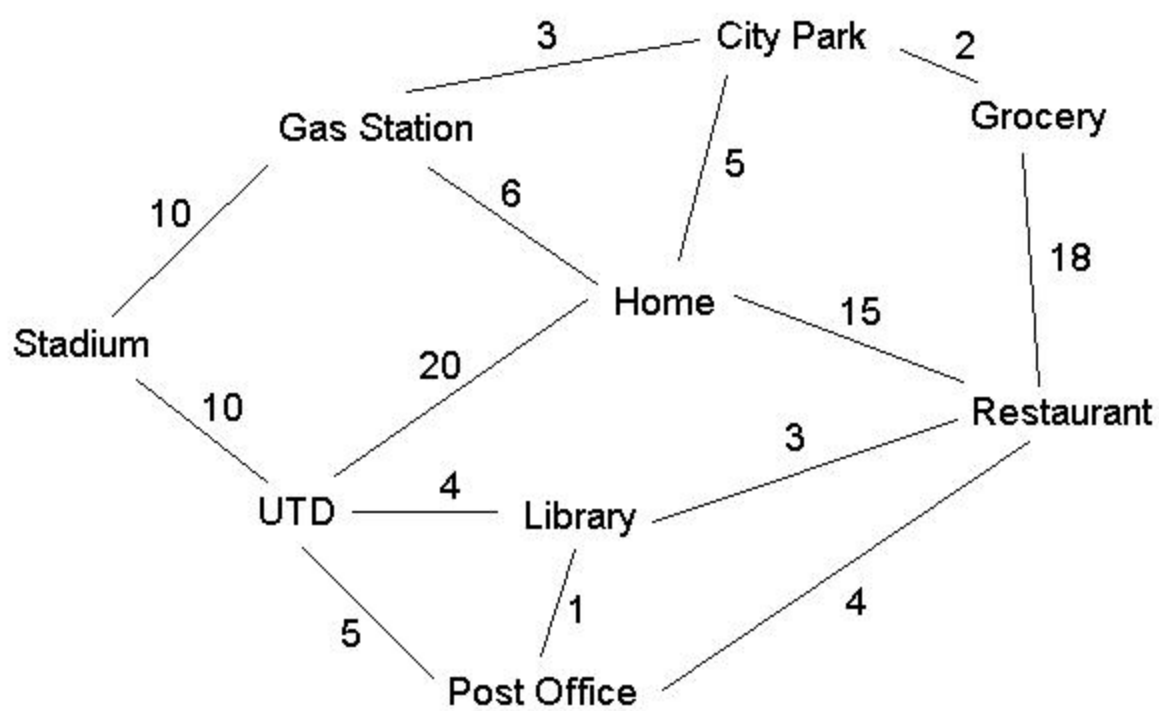 3
City Park
2
Grocery
Gas Station
5
6
10
18
Home
15
Stadium
20
10
Restaurant
3
4
UTD
Library
1
4
5
Post Office